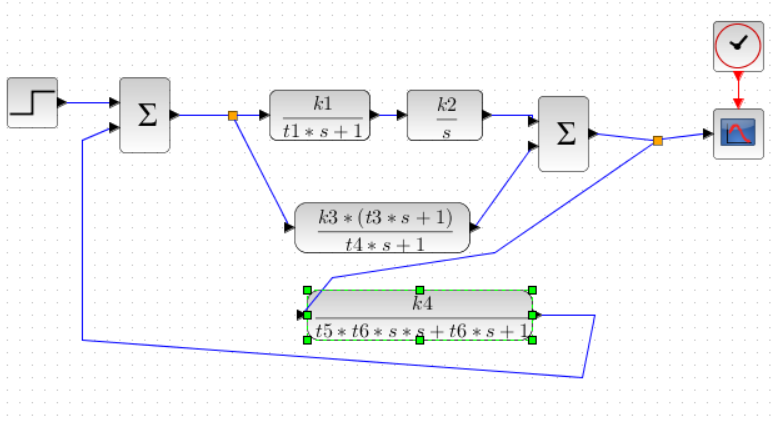 Σ
k1
t1 * s + 1
k2
s
Σ
k3 * (t3 * s + 1)
t4 * s + 1
k4
t5 * t6 * s * s + t6 * s + 1